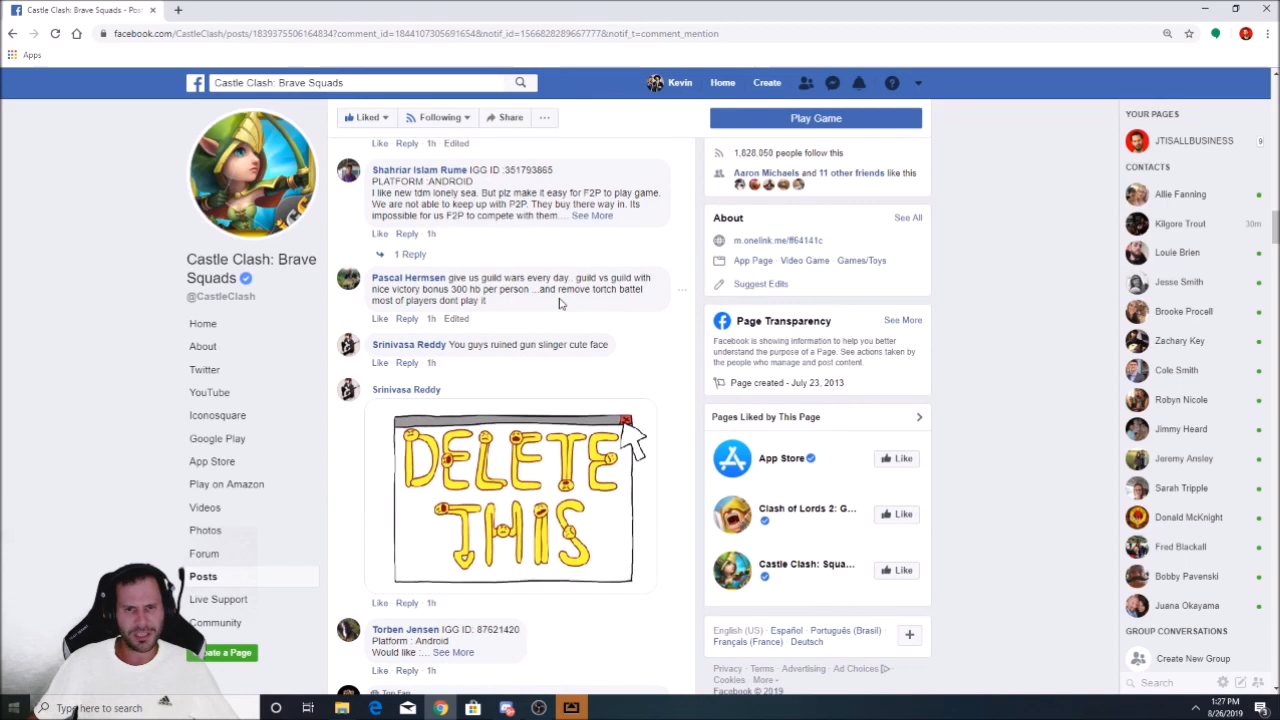 Castle Clash: Brave Squads - Pos
facebook.com/CastleClash/posts/1839375506164834?comment_id=1844107305691654&notif_id=1566828289667777&notif_t=comment_mention
Apps
Castle Clash: Brave Squads
Kevin
Home
Create
Castle Clash: Brave
Squads
@CastleClash
Home
About
Twitter
YouTube
Iconosquare
Google Play
App Store
Play on Amazon
Videos
Photos
Forum
Posts
Live Support
Community
ate a Page
Liked
Following
Share
Like Reply 1h Edited
Shahriar Islam Rume IGG ID :351793865
PLATFORM :ANDROID
I like new tdm lonely sea. But plz make it easy for F2P to play game.
We are not able to keep up with P2P. They buy there way in. Its
impossible for us F2P to compete with them.... See More
Like Reply 1h
1 Reply
Pascal Hermsen give us guild wars every day.. guild vs guild with
nice victory bonus 300 hb per person ...and remove tortch battel
most of players dont play it
Like Reply 1h Edited
Srinivasa Reddy You guys ruined gun slinger cute face
Like Reply 1h
Srinivasa Reddy
DELETE
THIS
Like Reply 1h
Torben Jensen IGG ID: 87621420
Platform : Android
Would like :... See More
Like Reply 1h
Top Fan
Play Game
1,828,050 people follow this
Aaron Michaels and 11 other friends like this
About
See All
m.onelink.me/ff64141c
App Page · Video Game · Games/Toys
Suggest Edits
Page Transparency
See More
Facebook is showing information to help you better
understand the purpose of a Page. See actions taken by
the people who manage and post content.
Page created - July 23, 2013
Pages Liked by This Page
App Store
Like
Clash of Lords 2: G...
Like
Castle Clash: Squa...
Like
English (US) · Español · Português (Brasil) ·
Français (France) · Deutsch
Privacy · Terms · Advertising · Ad Choices ·
Cookies · More
Facebook © 2019
YOUR PAGES
JTISALLBUSINESS
CONTACTS
Allie Fanning
Kilgore Trout 30m
Louie Brien
Jesse Smith
Brooke Procell
Zachary Key
Cole Smith
Robyn Nicole
Jimmy Heard
Jeremy Ansley
Sarah Tripple
Donald McKnight
Fred Blackall
Bobby Pavenski
Juana Okayama
GROUP CONVERSATIONS
Create New Group
Search
Type here to search
1:27 PM
8/26/2019
3